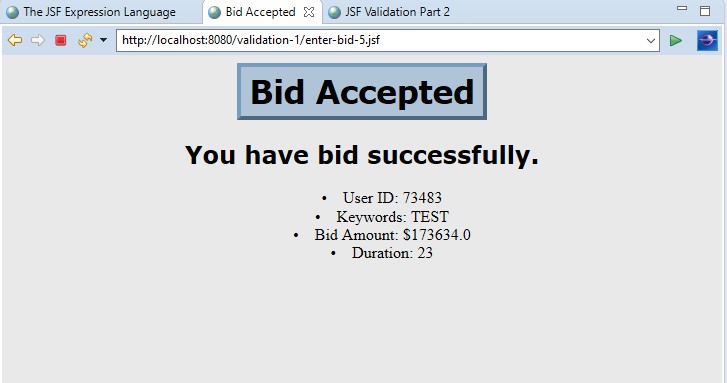 The JSF Expression Language
Bid Accepted
JSF Validation Part 2
http://localhost:8080/validation-1/enter-bid-5.jsf
Bid Accepted
You have bid successfully.
• User ID: 73483
• Keywords: TEST
• Bid Amount: $173634.0
• Duration: 23